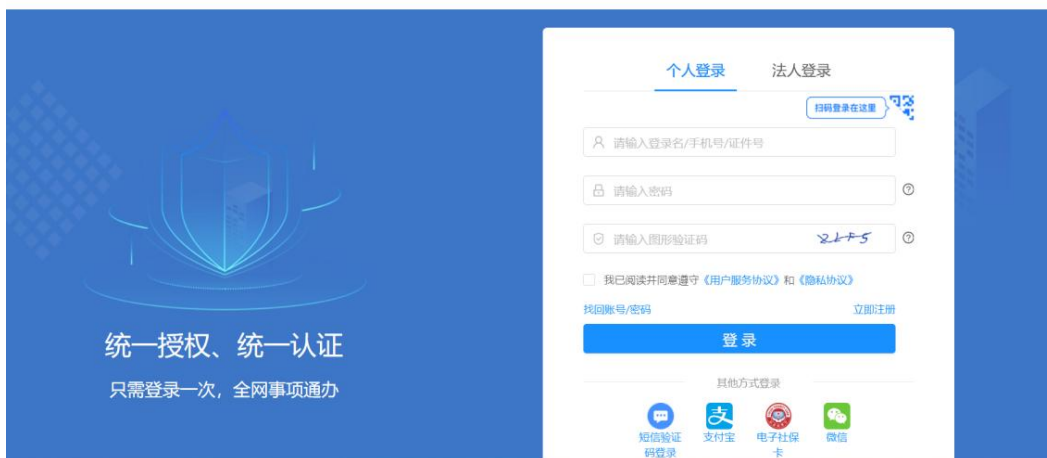 个人登录 法人登录
扫码登录在这里
请输入登录名/手机号/证件号
请输入密码
请输入图形验证码 2LF5
我已阅读并同意遵守《用户服务协议》和《隐私协议》
找回账号/密码 立即注册
登录
其他方式登录
短信验证码登录 支付宝 电子社保卡 微信
统一授权、统一认证
只需登录一次，全网事项通办